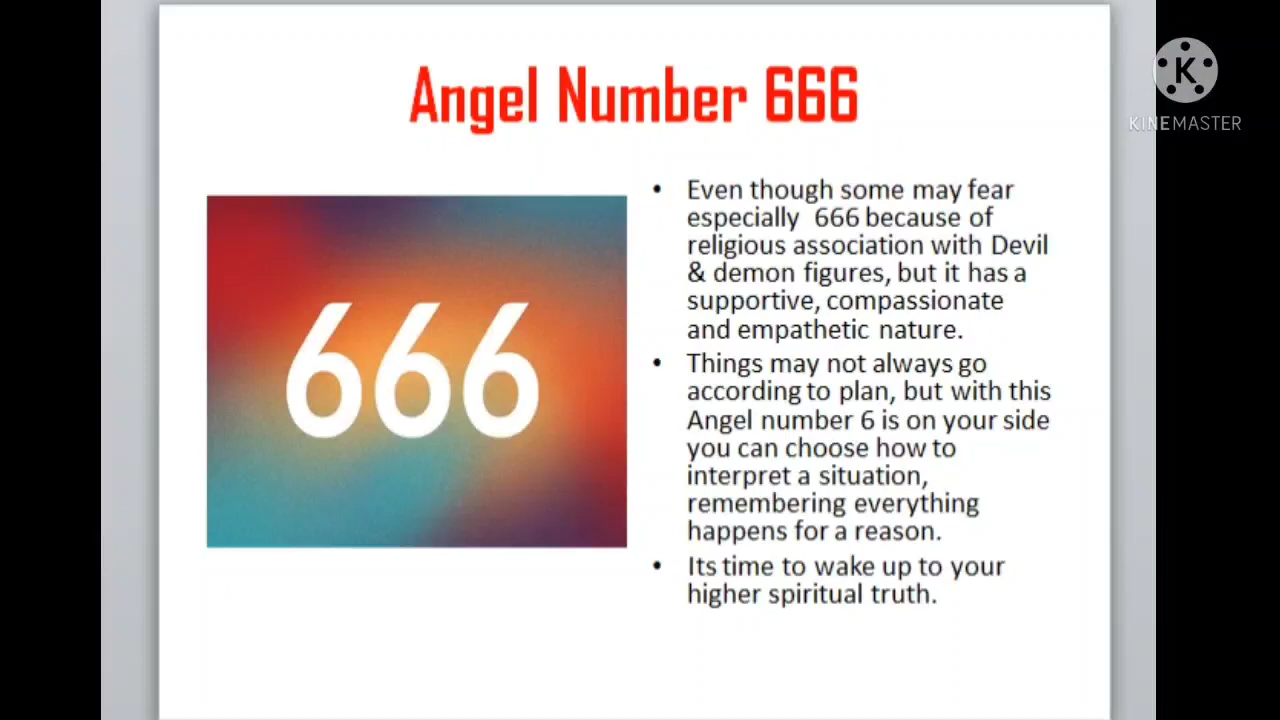 Angel Number 666
K
KINEMASTER
666
• Even though some may fear
especially 666 because of
religious association with Devil
& demon figures, but it has a
supportive, compassionate
and empathetic nature.
• Things may not always go
according to plan, but with this
Angel number 6 is on your side
you can choose how to
interpret a situation,
remembering everything
happens for a reason.
• Its time to wake up to your
higher spiritual truth.